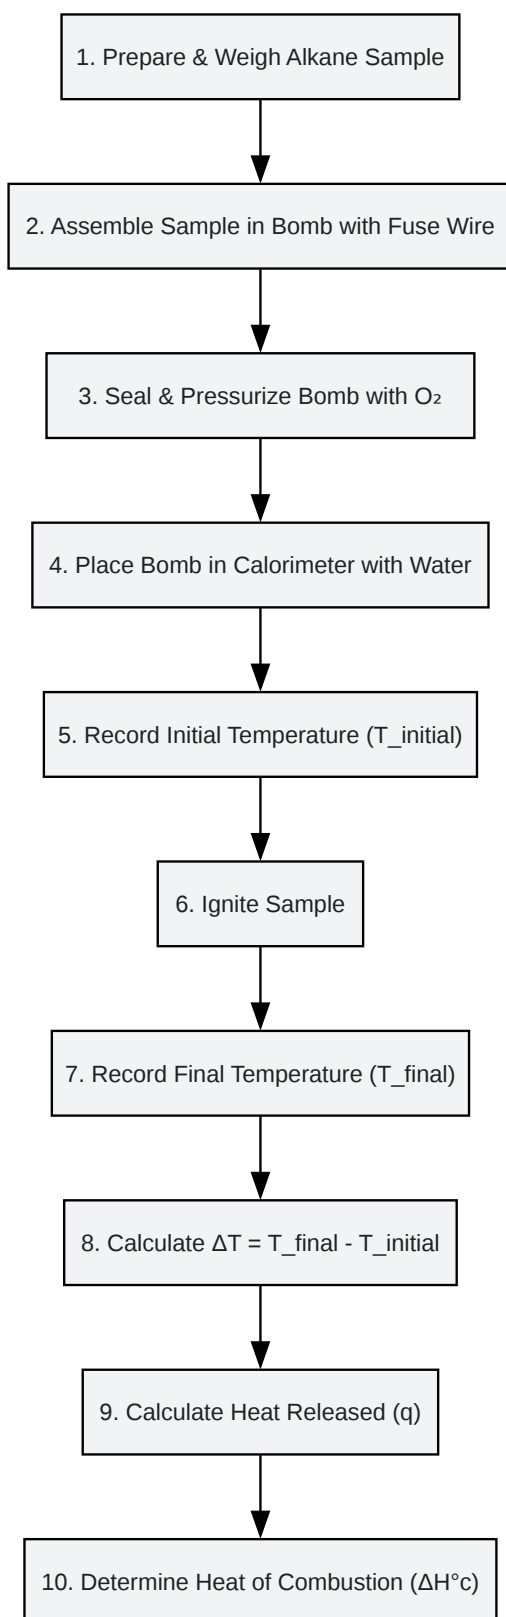 1. Prepare & Weigh Alkane Sample
2. Assemble Sample in Bomb with Fuse Wire
3. Seal & Pressurize Bomb with O₂
4. Place Bomb in Calorimeter with Water
5. Record Initial Temperature (T_initial)
6. Ignite Sample
7. Record Final Temperature (T_final)
8. Calculate ΔT = T_final - T_initial
9. Calculate Heat Released (q)
10. Determine Heat of Combustion (ΔH°c)